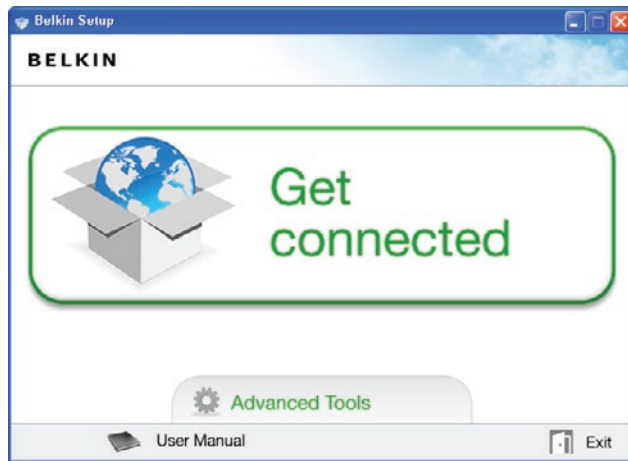 Belkin Setup
BELKIN
Get
connected
Advanced Tools
User Manual
Exit